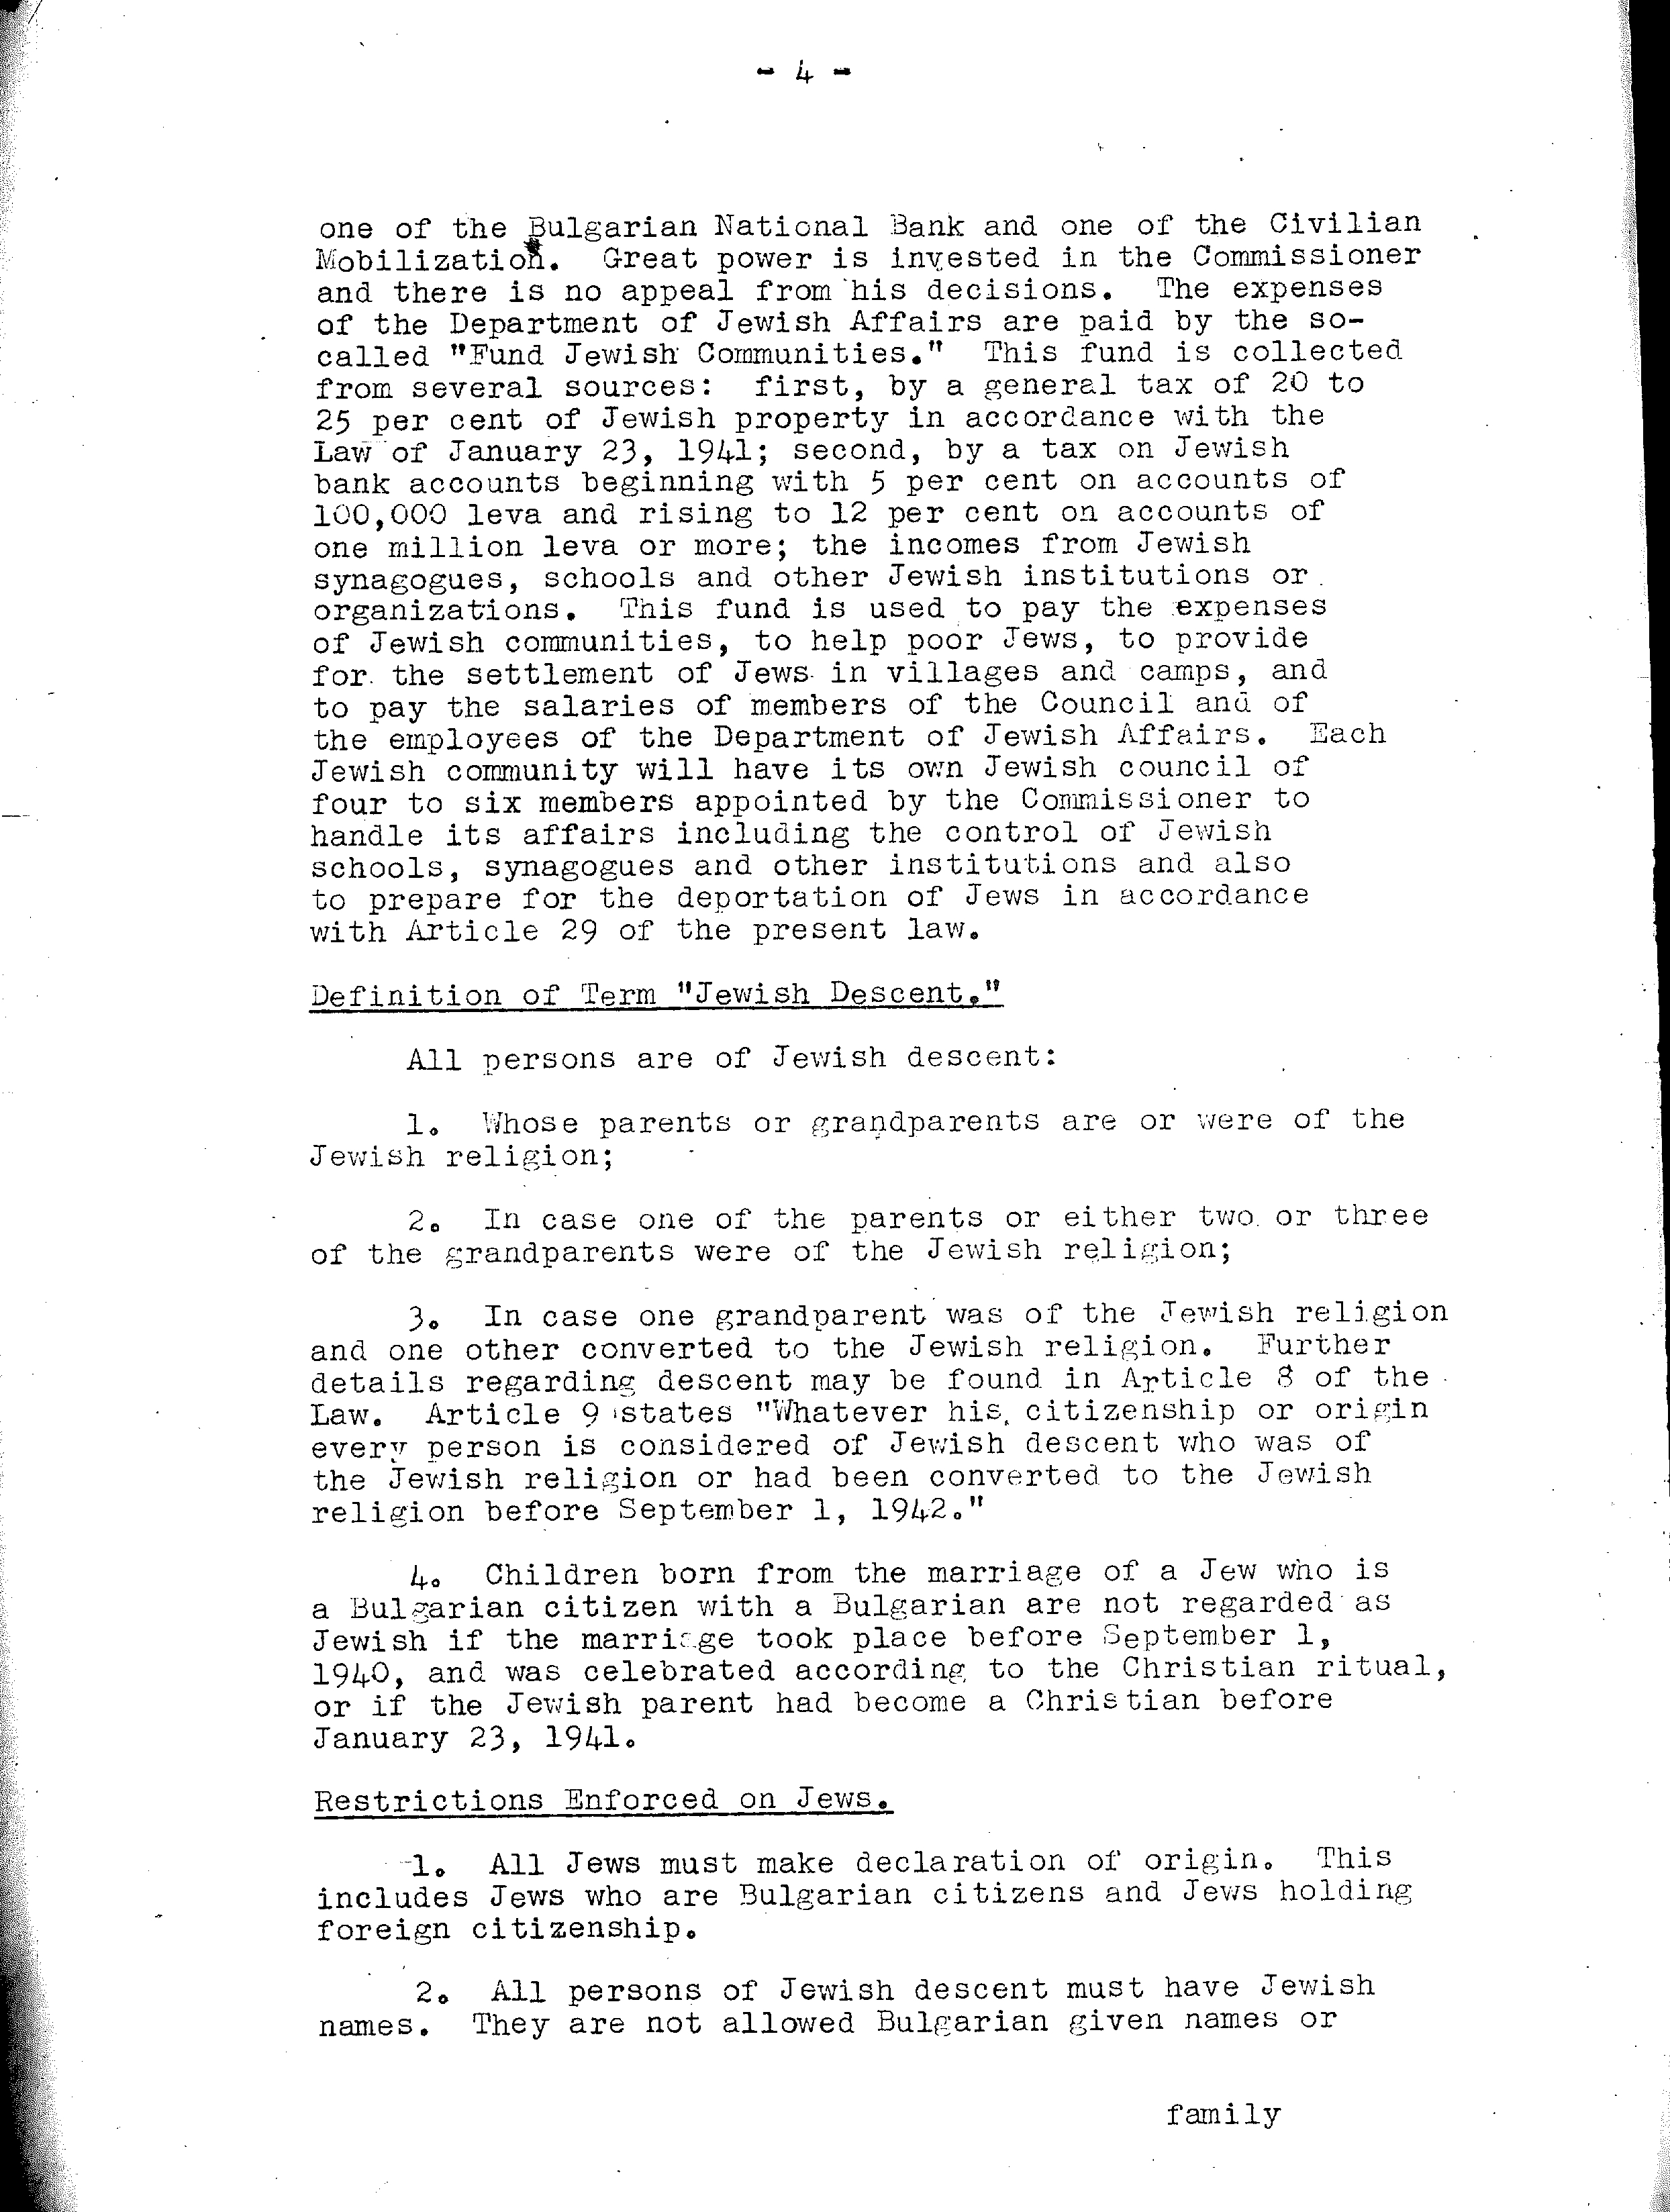 - 4 -
one of the Bulgarian National Bank and one of the Civilian
Mobilization. Great power is invested in the Commissioner
and there is no appeal from his decisions. The expenses
of the Department of Jewish Affairs are paid by the so-
called "Fund Jewish Communities." This fund is collected
from several sources: first, by a general tax of 20 to
25 per cent of Jewish property in accordance with the
Law of January 23, 1941; second, by a tax on Jewish
bank accounts beginning with 5 per cent on accounts of
100,000 leva and rising to 12 per cent on accounts of
one million leva or more; the incomes from Jewish
synagogues, schools and other Jewish institutions or
organizations. This fund is used to pay the expenses
of Jewish communities, to help poor Jews, to provide
for the settlement of Jews in villages and camps, and
to pay the salaries of members of the Council and of
the employees of the Department of Jewish Affairs. Each
Jewish community will have its own Jewish council of
four to six members appointed by the Commissioner to
handle its affairs including the control of Jewish
schools, synagogues and other institutions and also
to prepare for the deportation of Jews in accordance
with Article 29 of the present law.
Definition of Term "Jewish Descent."
All persons are of Jewish descent:
1. Whose parents or grandparents are or were of the
Jewish religion;
2. In case one of the parents or either two or three
of the grandparents were of the Jewish religion;
3. In case one grandparent was of the Jewish religion
and one other converted to the Jewish religion. Further
details regarding descent may be found in Article 8 of the
Law. Article 9 states "Whatever his citizenship or origin
every person is considered of Jewish descent who was of
the Jewish religion or had been converted to the Jewish
religion before September 1, 1942."
4. Children born from the marriage of a Jew who is
a Bulgarian citizen with a Bulgarian are not regarded as
Jewish if the marriage took place before September 1,
1940, and was celebrated according to the Christian ritual,
or if the Jewish parent had become a Christian before
January 23, 1941.
Restrictions Enforced on Jews.
1. All Jews must make declaration of origin. This
includes Jews who are Bulgarian citizens and Jews holding
foreign citizenship.
2. All persons of Jewish descent must have Jewish
names. They are not allowed Bulgarian given names or
family